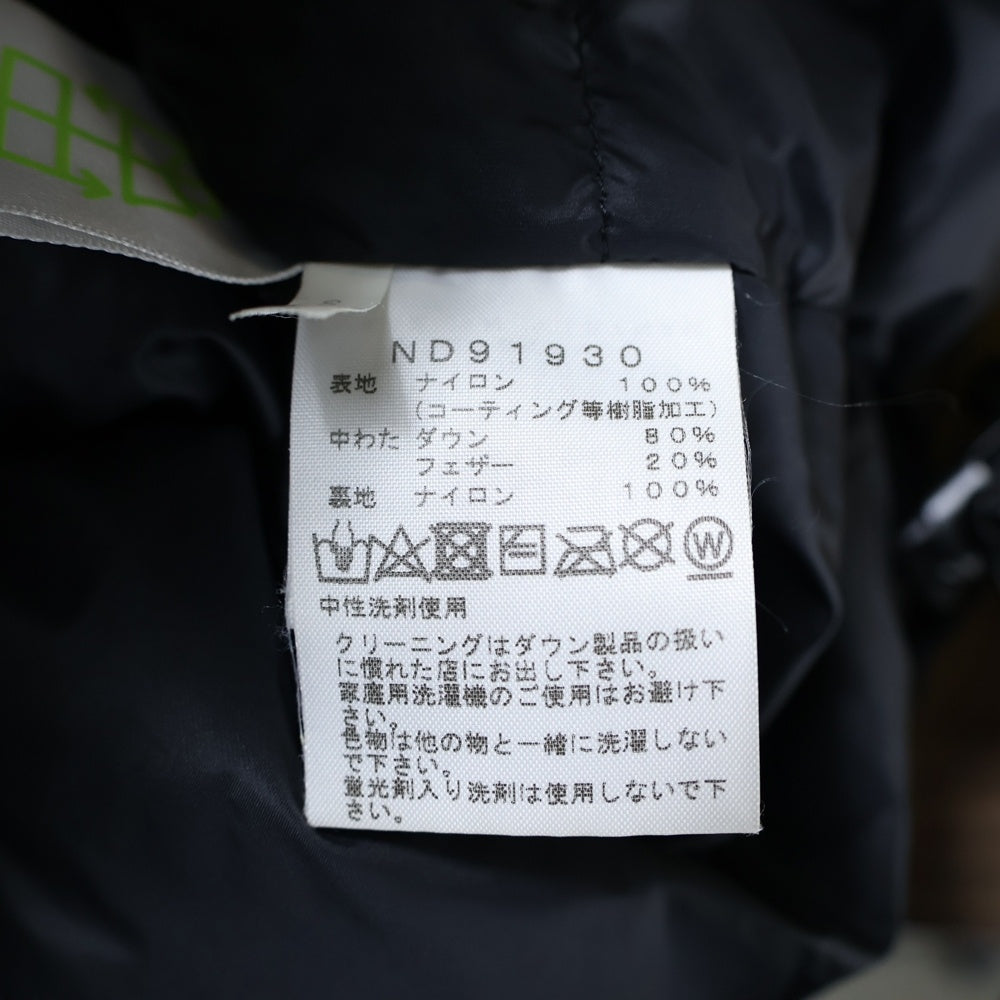 ND91930
表地 ナイロン 100%
(コーティング等樹脂加工)
中わた ダウン 80%
フェザー 20%
裏地 ナイロン 100%
W
中性洗剤使用
クリーニングはダウン製品の扱い
に慣れた店にお出し下さい。
家庭用洗濯機のご使用はお避け下
さい。
色物は他の物と一緒に洗濯しない
で下さい。
蛍光剤入り洗剤は使用しないで下
さい。